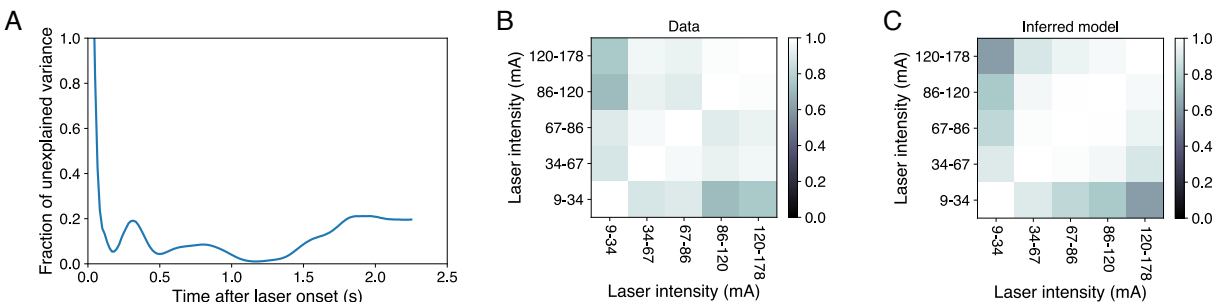 A
Fraction of unexplained variance
1.0
0.8
0.6
0.4
0.2
0.0
0.0 0.5 1.0 1.5 2.0 2.5
Time after laser onset (s)
B
Data
Laser intensity (mA)
120-178
86-120
67-86
34-67
9-34
9-34 34-67 67-86 86-120 120-178
Laser intensity (mA)
1.0
0.8
0.6
0.4
0.2
0.0
C
Inferred model
Laser intensity (mA)
120-178
86-120
67-86
34-67
9-34
9-34 34-67 67-86 86-120 120-178
Laser intensity (mA)
1.0
0.8
0.6
0.4
0.2
0.0